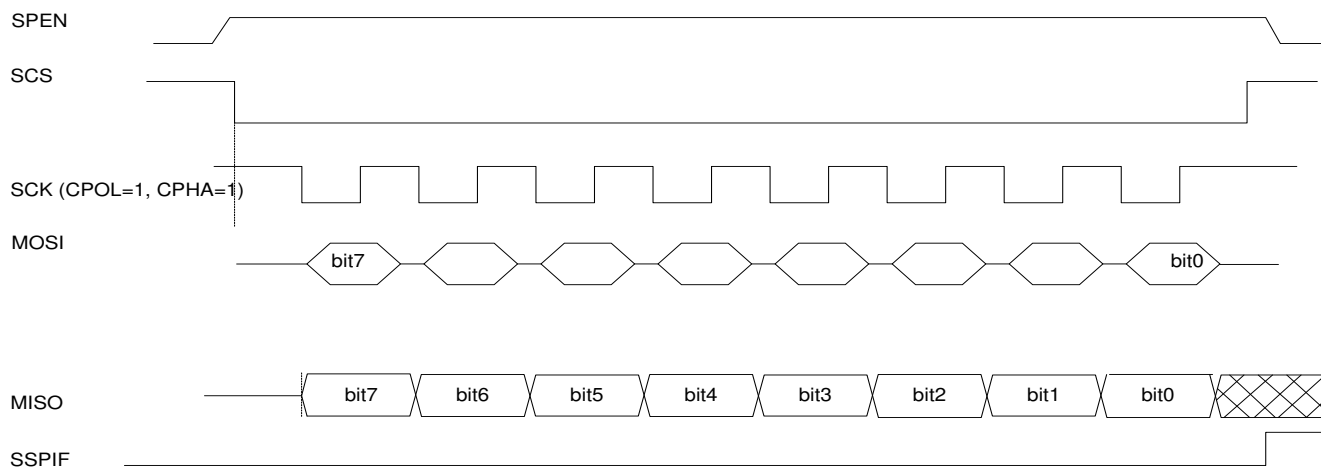 SPEN
SCS
SCK (CPOL=1, CPHA=1)
MOSI
bit7
bit0
MISO
bit7 bit6 bit5 bit4 bit3 bit2 bit1 bit0
SSPIF